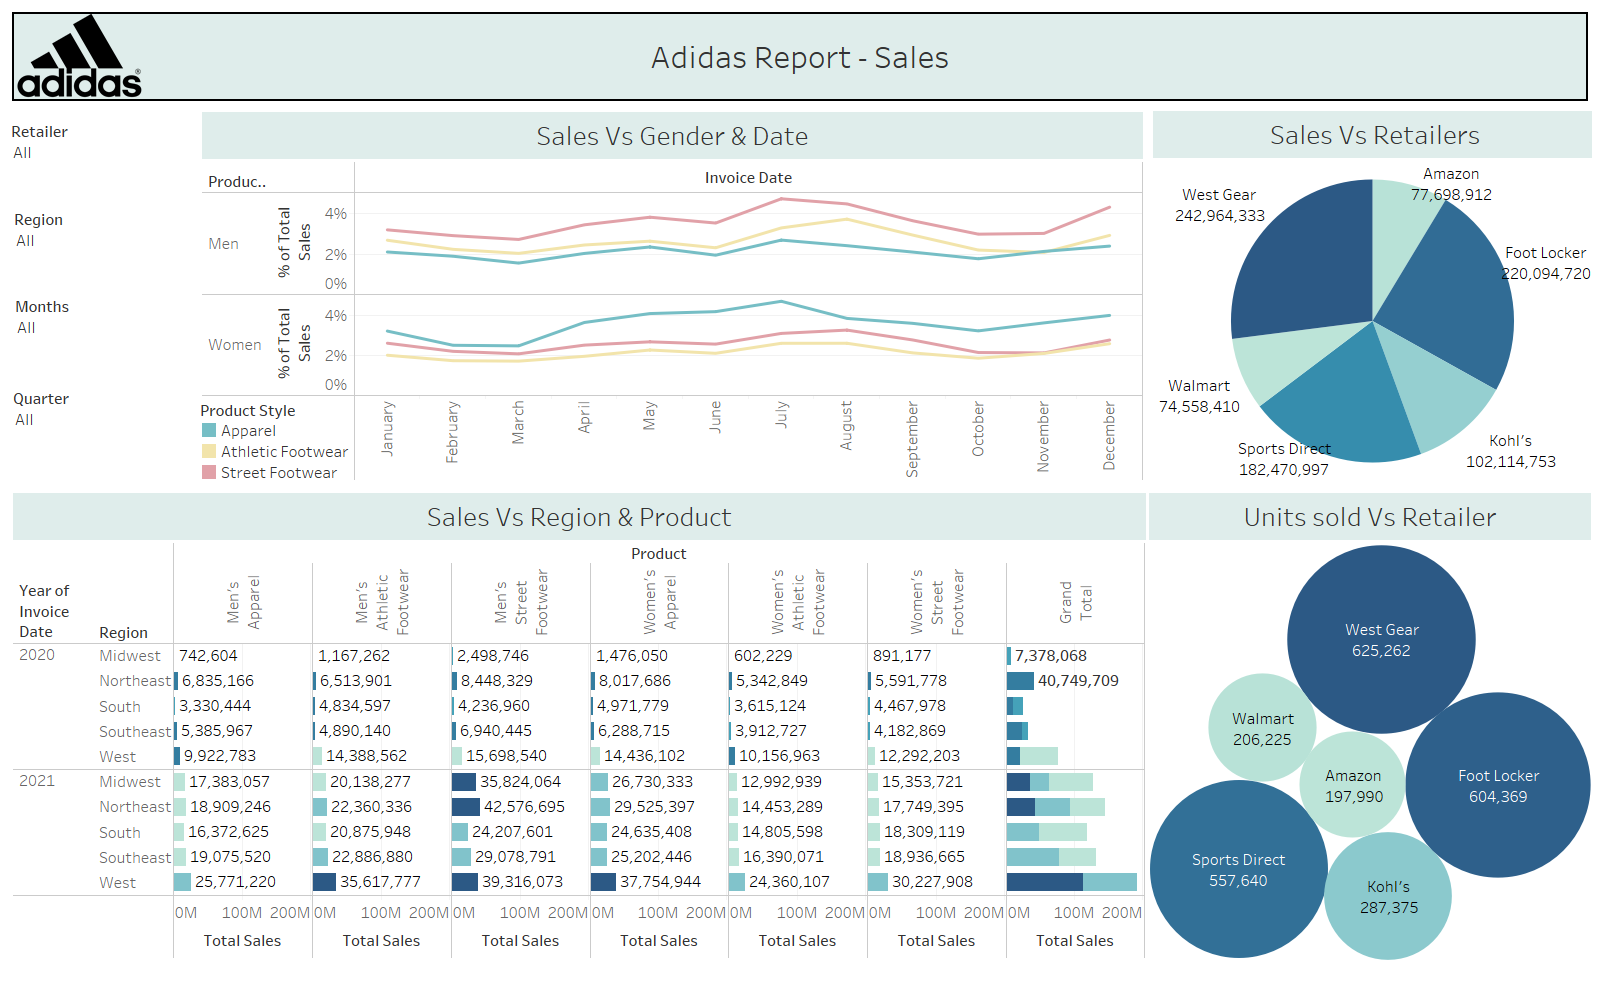 adidas®
Adidas Report - Sales
Retailer
All
Region
All
Months
All
Quarter
All
Sales Vs Gender & Date
Produc..
Invoice Date
Men
% of Total
Sales
4%
2%
0%
Women
% of Total
Sales
4%
2%
0%
Product Style
Apparel
Athletic Footwear
Street Footwear
January
February
March
April
May
June
July
August
September
October
November
December
Sales Vs Retailers
Amazon
77,698,912
West Gear
242,964,333
Foot Locker
220,094,720
Walmart
74,558,410
Sports Direct
182,470,997
Kohl's
102,114,753
Sales Vs Region & Product
Product
Year of
Invoice
Date
Region
Men's
Apparel
Men's
Athletic
Footwear
Men's
Street
Footwear
Women's
Apparel
Women's
Athletic
Footwear
Women's
Street
Footwear
Grand
Total
2020 Midwest 742,604 1,167,262 2,498,746 1,476,050 602,229 891,177 7,378,068
Northeast 6,835,166 6,513,901 8,448,329 8,017,686 5,342,849 5,591,778 40,749,709
South 3,330,444 4,834,597 4,236,960 4,971,779 3,615,124 4,467,978
Southeast 5,385,967 4,890,140 6,940,445 6,288,715 3,912,727 4,182,869
West 9,922,783 14,388,562 15,698,540 14,436,102 10,156,963 12,292,203
2021 Midwest 17,383,057 20,138,277 35,824,064 26,730,333 12,992,939 15,353,721
Northeast 18,909,246 22,360,336 42,576,695 29,525,397 14,453,289 17,749,395
South 16,372,625 20,875,948 24,207,601 24,635,408 14,805,598 18,309,119
Southeast 19,075,520 22,886,880 29,078,791 25,202,446 16,390,071 18,936,665
West 25,771,220 35,617,777 39,316,073 37,754,944 24,360,107 30,227,908
0M 100M 200M 0M 100M 200M 0M 100M 200M 0M 100M 200M 0M 100M 200M 0M 100M 200M 0M 100M 200M
Total Sales Total Sales Total Sales Total Sales Total Sales Total Sales Total Sales
Units sold Vs Retailer
West Gear
625,262
Walmart
206,225
Amazon
197,990
Foot Locker
604,369
Sports Direct
557,640
Kohl's
287,375